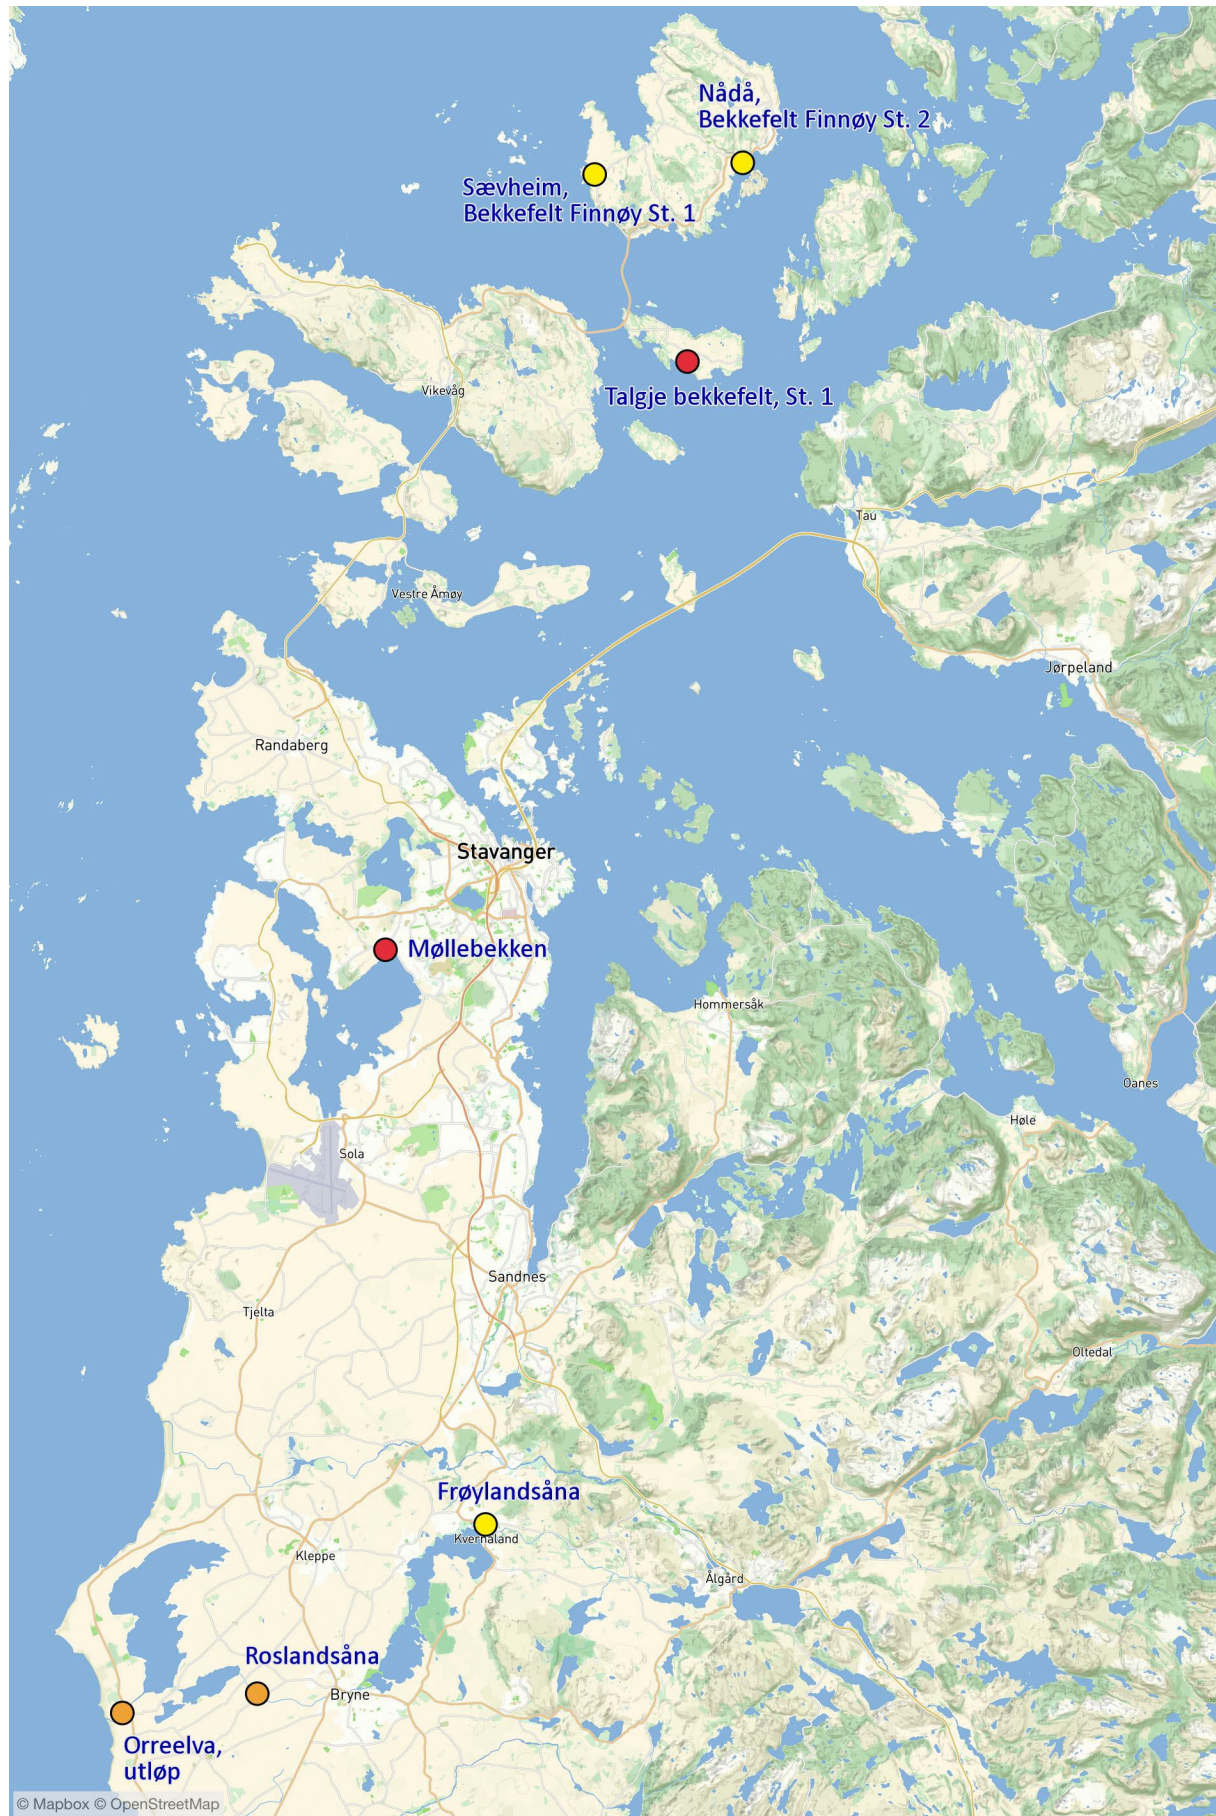 Nådå,
Bekkefelt Finnøy St. 2
Sævheim,
Bekkefelt Finnøy St. 1
Vikevåg
Talgje bekkefelt, St. 1
Tau
Vestre Åmøy
Jørpeland
Randaberg
Stavanger
Møllebekken
Hommersåk
Oanes
Høle
Sola
Sandnes
Tjelta
Oltedal
Frøylandsåna
Kvernaland
Kleppe
Ålgård
Roslandsåna
Bryne
Orreelva,
utløp
© Mapbox © OpenStreetMap